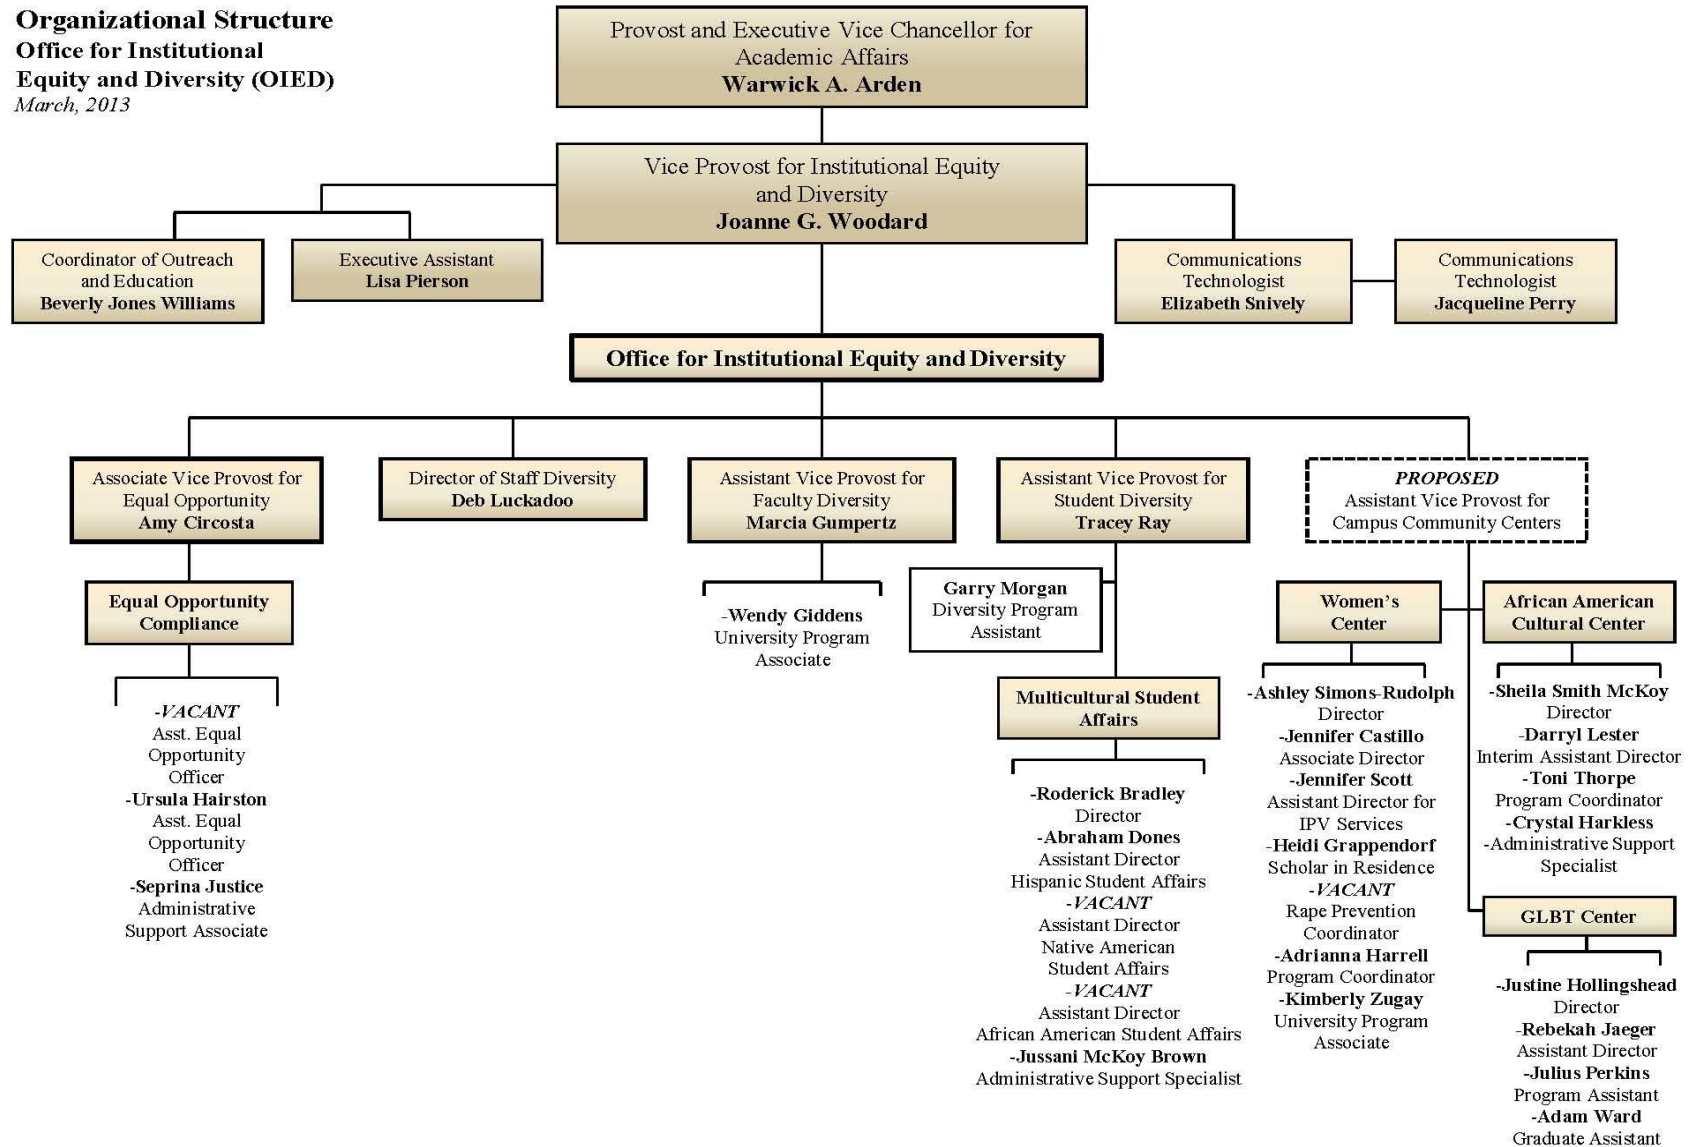 Organizational Structure
Office for Institutional
Equity and Diversity (OIED)
March, 2013
Provost and Executive Vice Chancellor for
Academic Affairs
Warwick A. Arden
Vice Provost for Institutional Equity
and Diversity
Joanne G. Woodard
Coordinator of Outreach
and Education
Beverly Jones Williams
Executive Assistant
Lisa Pierson
Communications
Technologist
Elizabeth Snively
Communications
Technologist
Jacqueline Perry
Office for Institutional Equity and Diversity
Associate Vice Provost for
Equal Opportunity
Amy Circosta
Director of Staff Diversity
Deb Luckadoo
Assistant Vice Provost for
Faculty Diversity
Marcia Gumpertz
Assistant Vice Provost for
Student Diversity
Tracey Ray
PROPOSED
Assistant Vice Provost for
Campus Community Centers
Equal Opportunity
Compliance
-VACANT
Asst. Equal
Opportunity
Officer
-Ursula Hairston
Asst. Equal
Opportunity
Officer
-Seprina Justice
Administrative
Support Associate
-Wendy Giddens
University Program
Associate
Garry Morgan
Diversity Program
Assistant
Multicultural Student
Affairs
-Roderick Bradley
Director
-Abraham Dones
Assistant Director
Hispanic Student Affairs
-VACANT
Assistant Director
Native American
Student Affairs
-VACANT
Assistant Director
African American Student Affairs
-Jussani McKoy Brown
Administrative Support Specialist
Women's
Center
-Ashley Simons-Rudolph
Director
-Jennifer Castillo
Associate Director
-Jennifer Scott
Assistant Director for
IPV Services
-Heidi Grappendorf
Scholar in Residence
-VACANT
Rape Prevention
Coordinator
-Adrianna Harrell
Program Coordinator
-Kimberly Zugay
University Program
Associate
African American
Cultural Center
-Sheila Smith McKoy
Director
-Darryl Lester
Interim Assistant Director
-Toni Thorpe
Program Coordinator
-Crystal Harkless
-Administrative Support
Specialist
GLBT Center
-Justine Hollingshead
Director
-Rebekah Jaeger
Assistant Director
-Julius Perkins
Program Assistant
-Adam Ward
Graduate Assistant